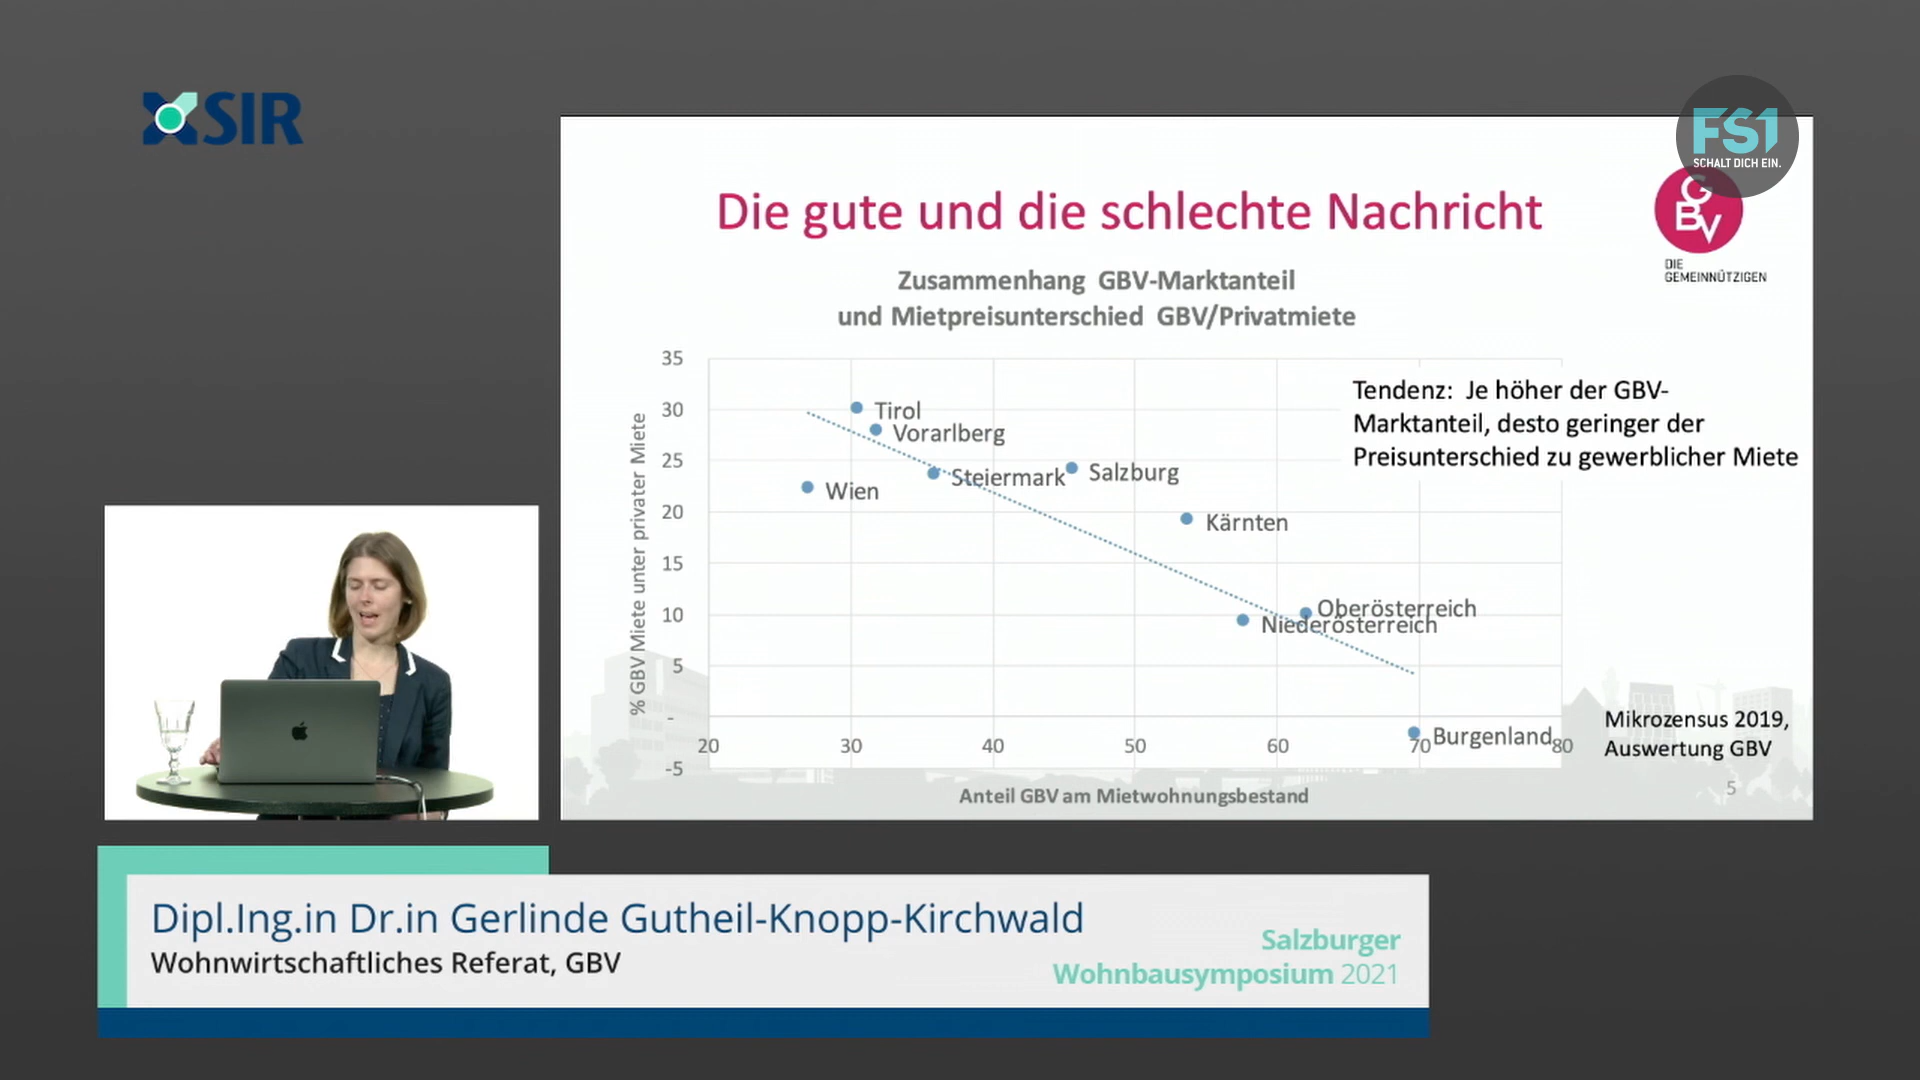 SIR
FS1
SCHALT DICH EIN.
Die gute und die schlechte Nachricht
GBV
DIE
GEMEINNÜTZIGEN
Zusammenhang GBV-Marktanteil
und Mietpreisunterschied GBV/Privatmiete
% GBV Miete unter privater Miete
35
30
25
20
15
10
5
-
-5
Tirol
Vorarlberg
Steiermark
Salzburg
Wien
Kärnten
Oberösterreich
Niederösterreich
Burgenland
20
30
40
50
60
70
80
Anteil GBV am Mietwohnungsbestand
Tendenz: Je höher der GBV-
Marktanteil, desto geringer der
Preisunterschied zu gewerblicher Miete
Mikrozensus 2019,
Auswertung GBV
5
Dipl.Ing.in Dr.in Gerlinde Gutheil-Knopp-Kirchwald
Wohnwirtschaftliches Referat, GBV
Salzburger
Wohnbausymposium 2021